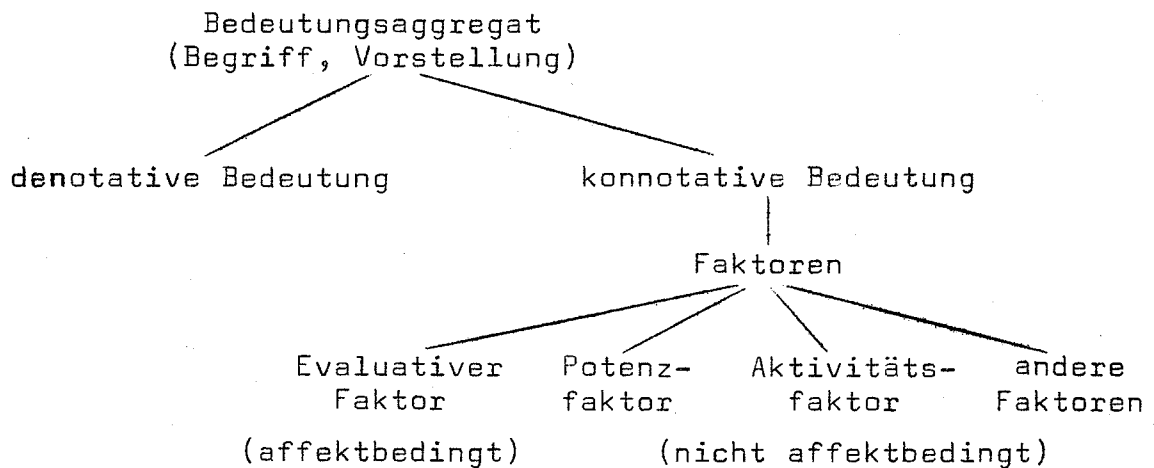 Bedeutungsaggregat
(Begriff, Vorstellung)
denotative Bedeutung konnotative Bedeutung
Faktoren
Evaluativer Potenz- Aktivitäts- andere
Faktor faktor faktor Faktoren
(affektbedingt) (nicht affektbedingt)